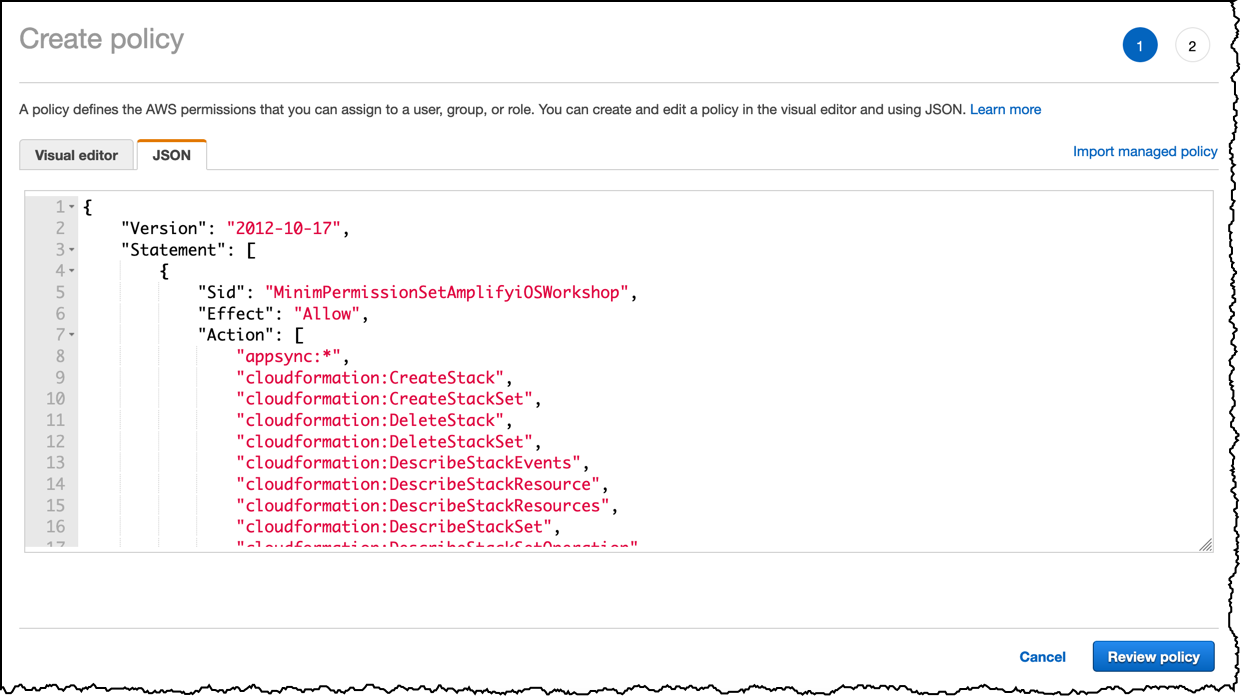 Create policy
1
2
A policy defines the AWS permissions that you can assign to a user, group, or role. You can create and edit a policy in the visual editor and using JSON. Learn more
Visual editor
JSON
Import managed policy
1 {
2 "Version": "2012-10-17",
3 "Statement": [
4 {
5 "Sid": "MinimPermissionSetAmplifyiOSWorkshop",
6 "Effect": "Allow",
7 "Action": [
8 "appsync:*",
9 "cloudformation:CreateStack",
10 "cloudformation:CreateStackSet",
11 "cloudformation:DeleteStack",
12 "cloudformation:DeleteStackSet",
13 "cloudformation:DescribeStackEvents",
14 "cloudformation:DescribeStackResource",
15 "cloudformation:DescribeStackResources",
16 "cloudformation:DescribeStackSet",
17 "cloudformation:DescribeStackSetOperation"
Cancel
Review policy